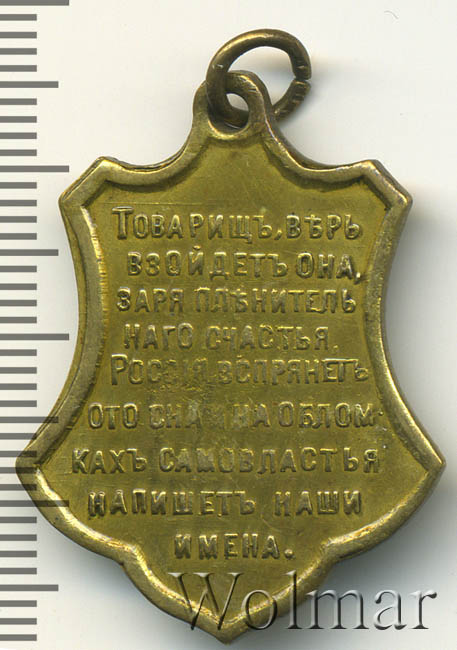 Товарищъ, вѣрь
взойдетъ она,
заря плѣнитель
наго счастья.
Россiя вспрянетъ
ото сна и на облом-
кахъ самовластья
напишетъ наши
имена.
Wolmar